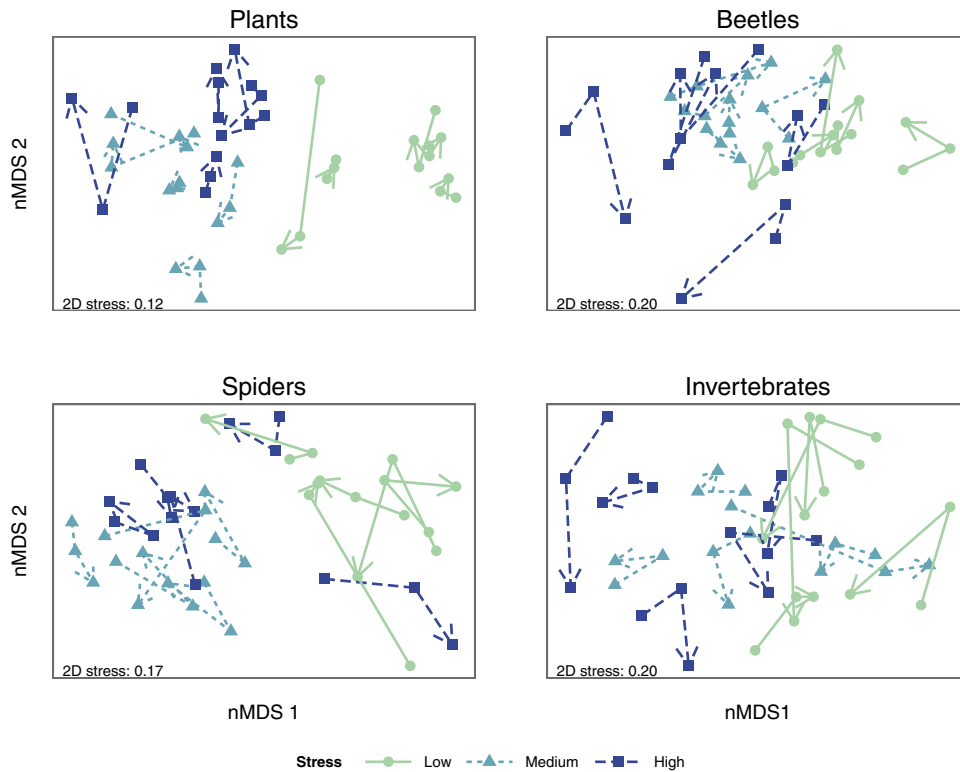 Plants
Beetles
nMDS 2
2D stress: 0.12
2D stress: 0.20
Spiders
Invertebrates
nMDS 2
2D stress: 0.17
2D stress: 0.20
nMDS 1
nMDS1
Stress Low Medium High